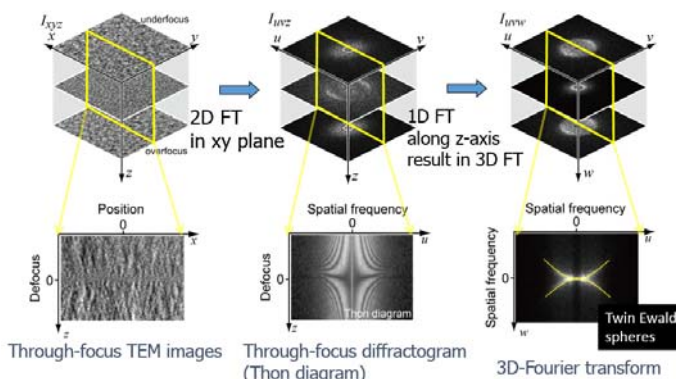 I_xyz
underfocus
x
y
overfocus
z
2D FT
in xy plane
I_uvz
u
v
z
1D FT
along z-axis
result in 3D FT
I_uvw
u
v
w
Position
0
x
Defocus
0
z
Through-focus TEM images
Spatial frequency
0
u
Defocus
0
Thon diagram
z
Through-focus diffractogram
(Thon diagram)
Spatial frequency
0
u
Spatial frequency
0
w
Twin Ewald
spheres
3D-Fourier transform